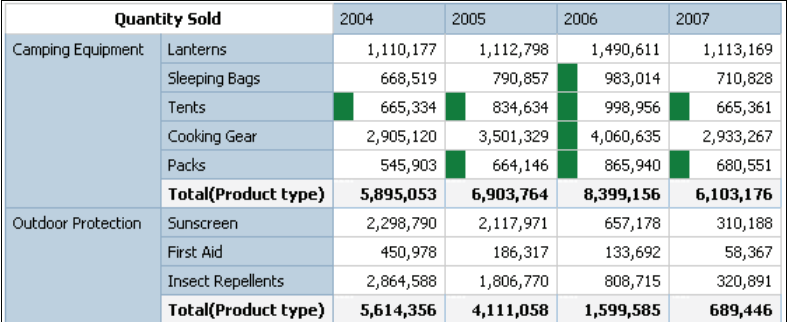 Quantity Sold 2004 2005 2006 2007
Camping Equipment Lanterns 1,110,177 1,112,798 1,490,611 1,113,169
Sleeping Bags 668,519 790,857 983,014 710,828
Tents 665,334 834,634 998,956 665,361
Cooking Gear 2,905,120 3,501,329 4,060,635 2,933,267
Packs 545,903 664,146 865,940 680,551
Total(Product type) 5,895,053 6,903,764 8,399,156 6,103,176
Outdoor Protection Sunscreen 2,298,790 2,117,971 657,178 310,188
First Aid 450,978 186,317 133,692 58,367
Insect Repellents 2,864,588 1,806,770 808,715 320,891
Total(Product type) 5,614,356 4,111,058 1,599,585 689,446